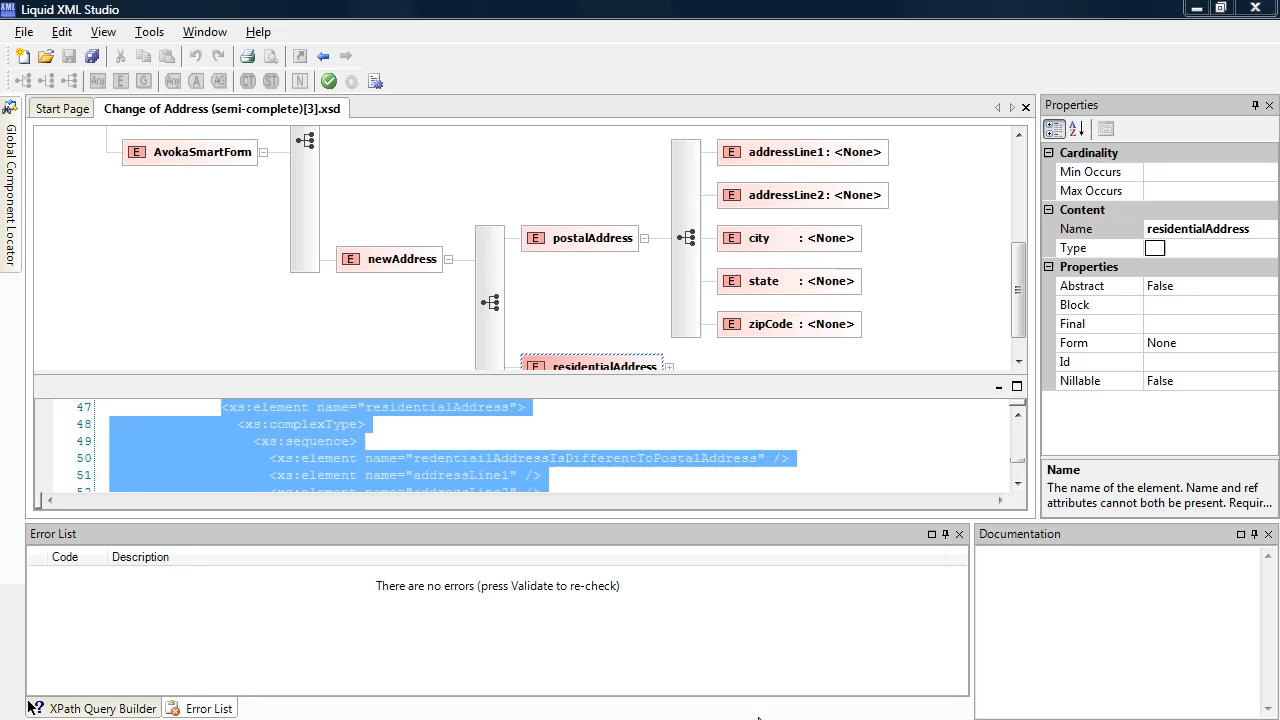 Liquid XML Studio
File Edit View Tools Window Help
Start Page Change of Address (semi-complete)[3].xsd
Global Component Locator
E AvokaSmartForm
E newAddress
E postalAddress
E addressLine1 : <None>
E addressLine2 : <None>
E city : <None>
E state : <None>
E zipCode : <None>
E residentialAddress
47 <xs:element name="residentialAddress">
48 <xs:complexType>
49 <xs:sequence>
50 <xs:element name="redentiailAddressIsDifferentToPostalAddress" />
51 <xs:element name="addressLine1" />
52 <xs:element name="addressLine2" />
Properties
Cardinality
Min Occurs
Max Occurs
Content
Name residentialAddress
Type
Properties
Abstract False
Block
Final
Form None
Id
Nillable False
Name
The name of the element. Name and ref
attributes cannot both be present. Requir...
Error List
Code Description
There are no errors (press Validate to re-check)
XPath Query Builder Error List
Documentation